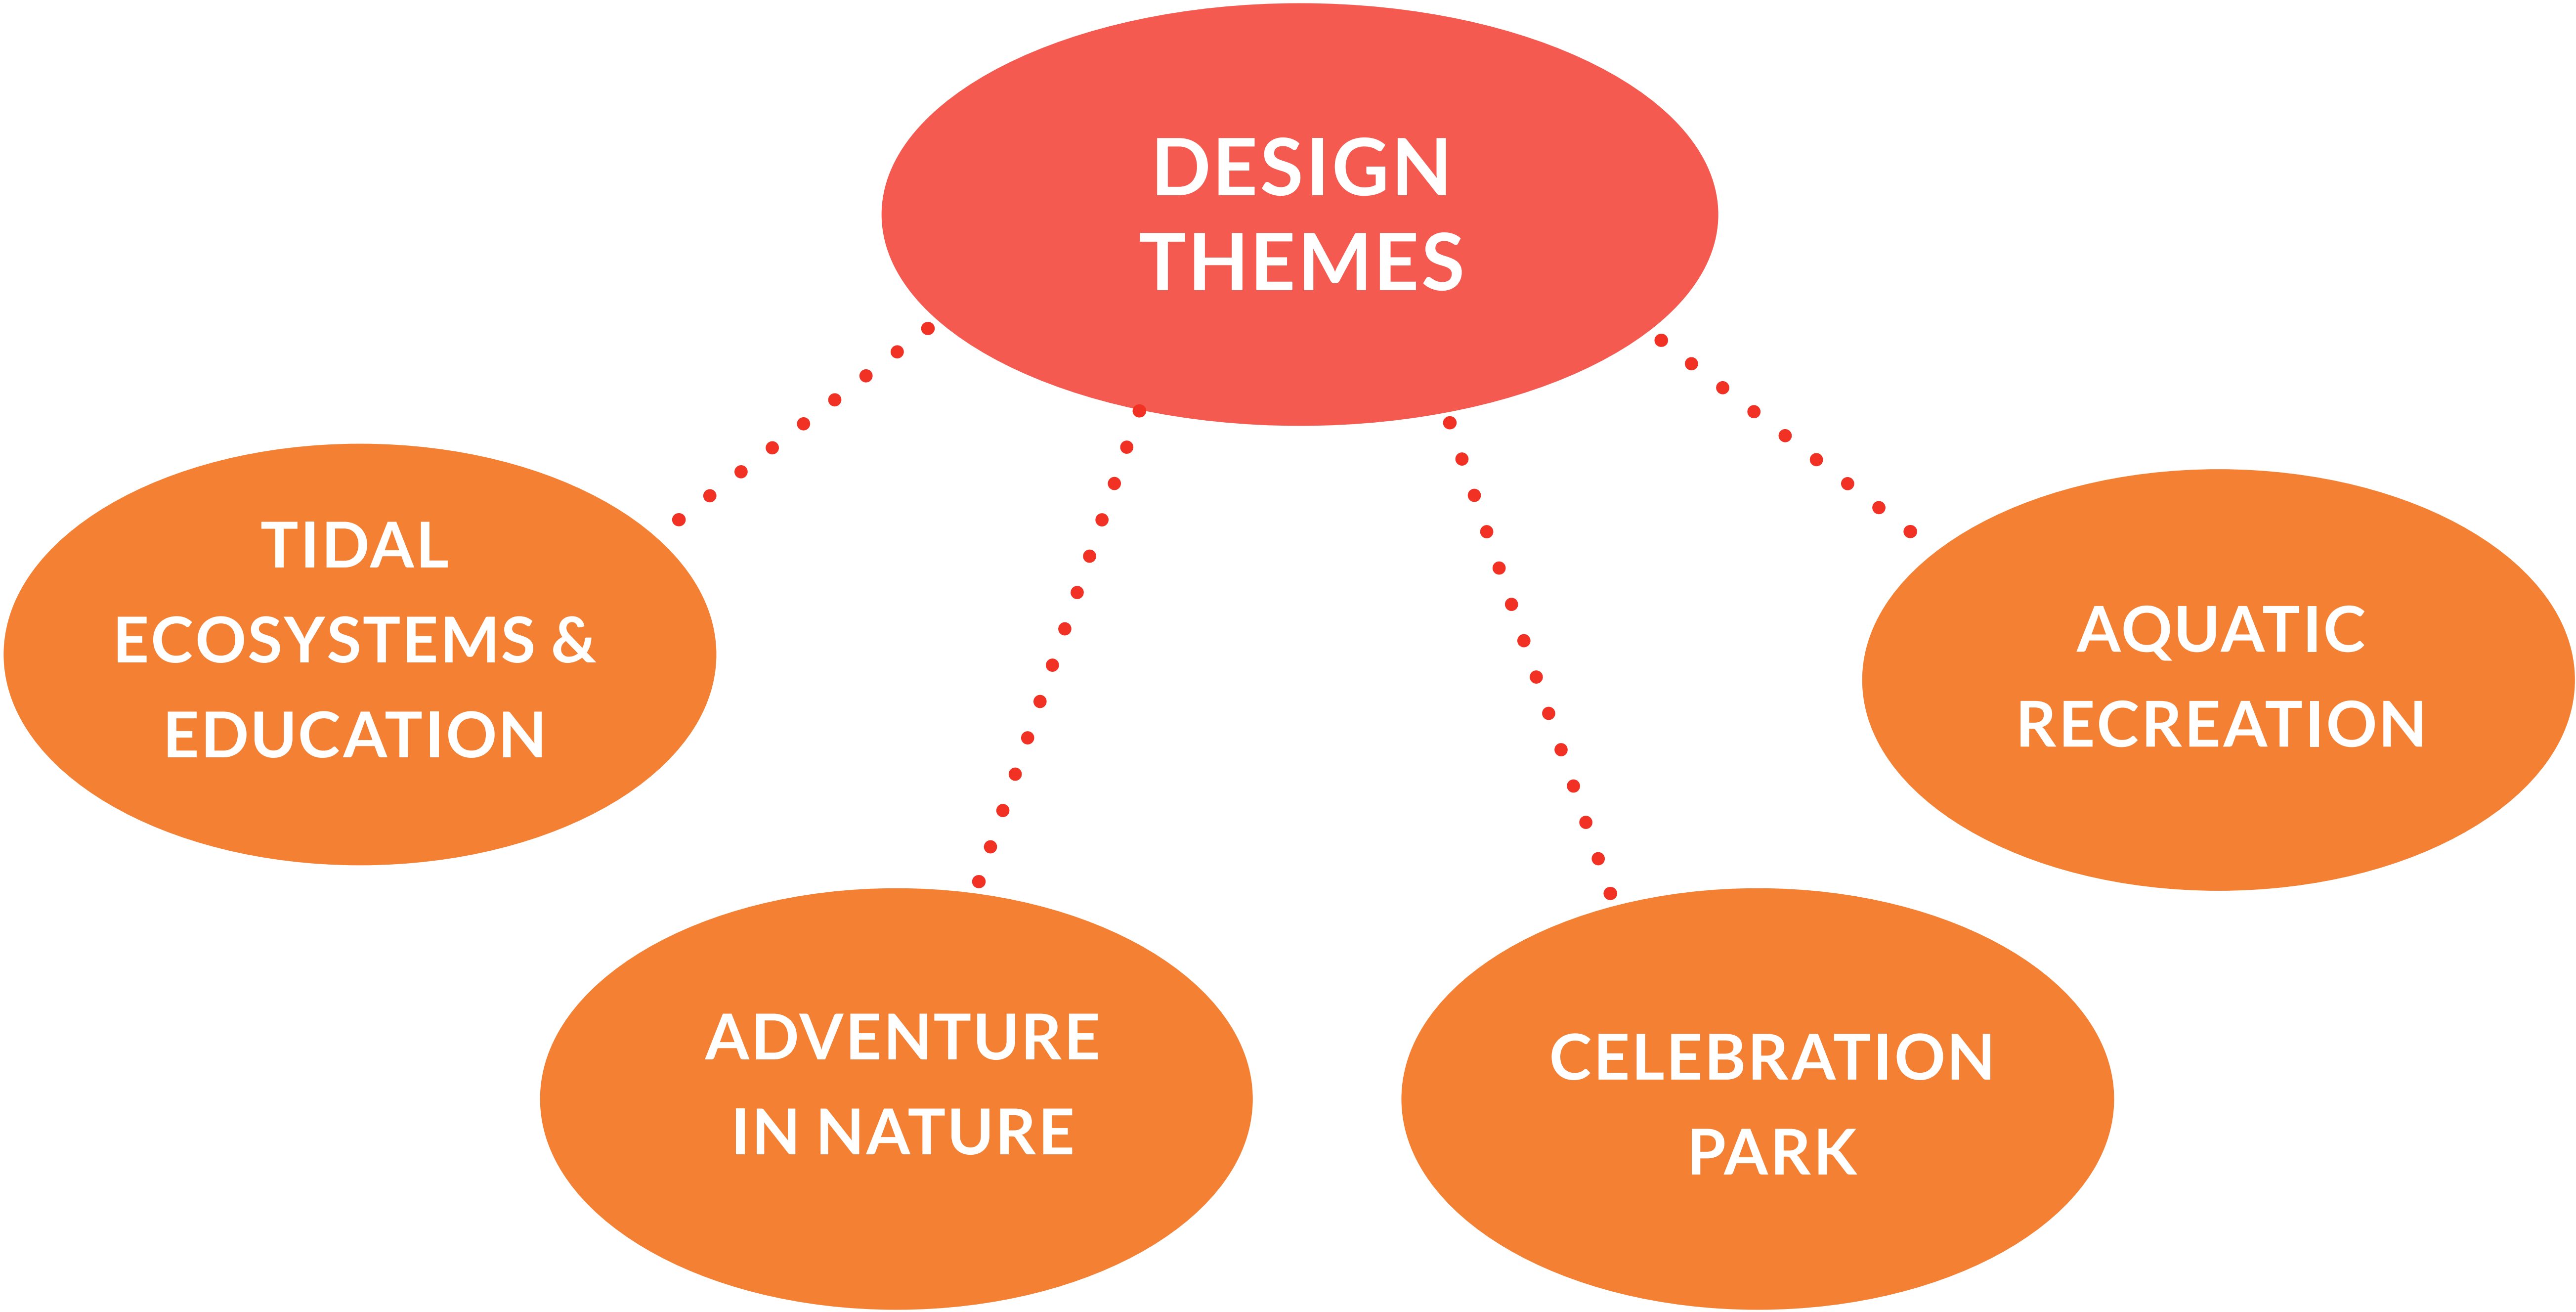 DESIGN
THEMES
TIDAL
ECOSYSTEMS &
EDUCATION
ADVENTURE
IN NATURE
CELEBRATION
PARK
AQUATIC
RECREATION